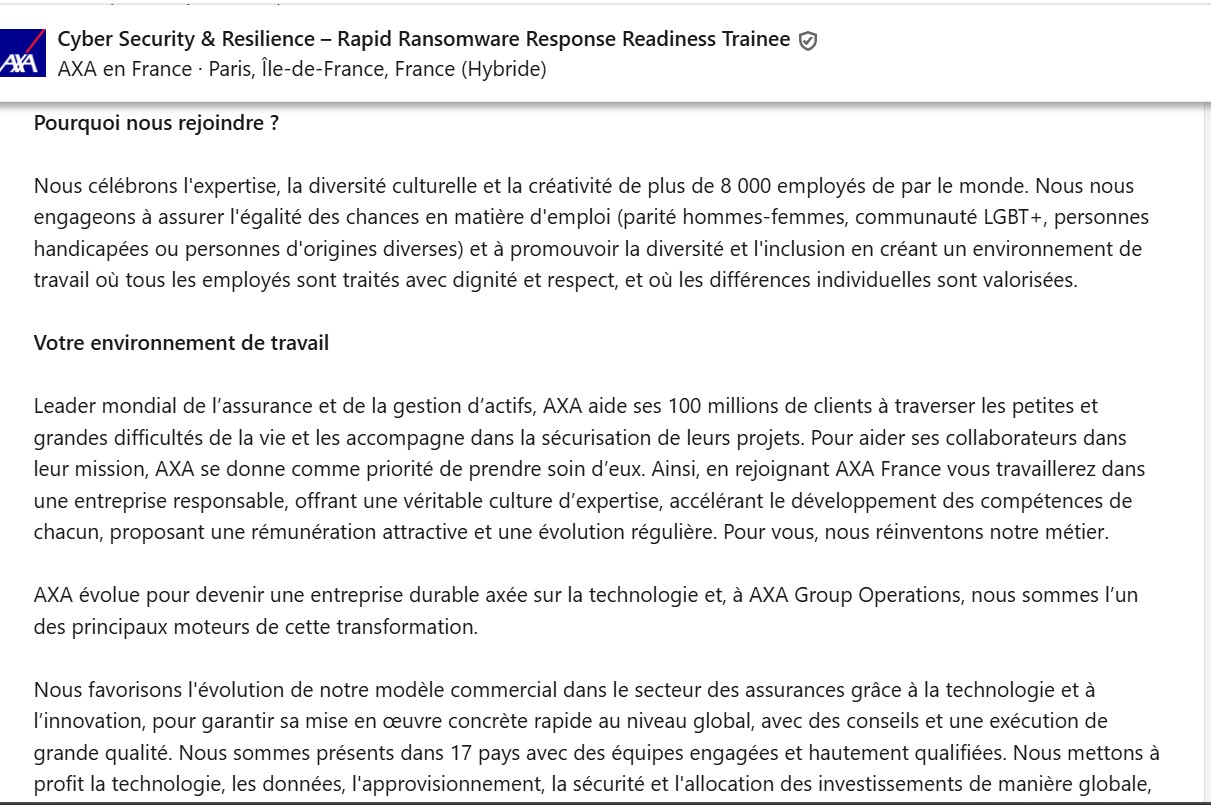 Cyber Security & Resilience – Rapid Ransomware Response Readiness Trainee
AXA
AXA en France · Paris, Île-de-France, France (Hybride)
Pourquoi nous rejoindre ?
Nous célébrons l'expertise, la diversité culturelle et la créativité de plus de 8 000 employés de par le monde. Nous nous
engageons à assurer l'égalité des chances en matière d'emploi (parité hommes-femmes, communauté LGBT+, personnes
handicapées ou personnes d'origines diverses) et à promouvoir la diversité et l'inclusion en créant un environnement de
travail où tous les employés sont traités avec dignité et respect, et où les différences individuelles sont valorisées.
Votre environnement de travail
Leader mondial de l’assurance et de la gestion d’actifs, AXA aide ses 100 millions de clients à traverser les petites et
grandes difficultés de la vie et les accompagne dans la sécurisation de leurs projets. Pour aider ses collaborateurs dans
leur mission, AXA se donne comme priorité de prendre soin d’eux. Ainsi, en rejoignant AXA France vous travaillerez dans
une entreprise responsable, offrant une véritable culture d’expertise, accélérant le développement des compétences de
chacun, proposant une rémunération attractive et une évolution régulière. Pour vous, nous réinventons notre métier.
AXA évolue pour devenir une entreprise durable axée sur la technologie et, à AXA Group Operations, nous sommes l’un
des principaux moteurs de cette transformation.
Nous favorisons l'évolution de notre modèle commercial dans le secteur des assurances grâce à la technologie et à
l’innovation, pour garantir sa mise en œuvre concrète rapide au niveau global, avec des conseils et une exécution de
grande qualité. Nous sommes présents dans 17 pays avec des équipes engagées et hautement qualifiées. Nous mettons à
profit la technologie, les données, l'approvisionnement, la sécurité et l'allocation des investissements de manière globale,